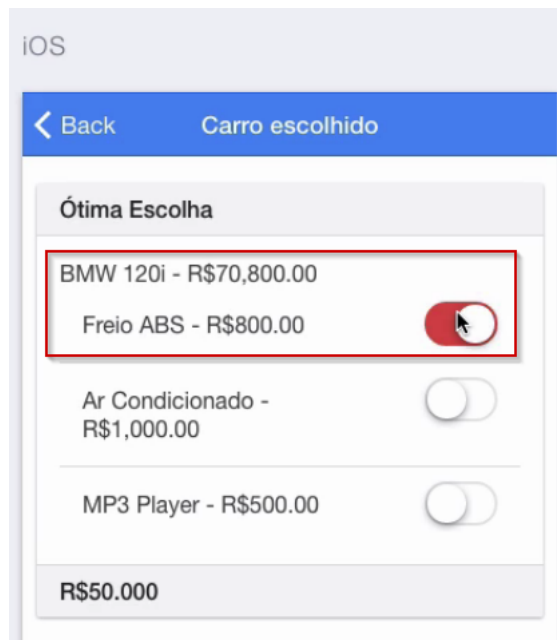 iOS
Back
Carro escolhido
Ótima Escolha
BMW 120i - R$70,800.00
Freio ABS - R$800.00
Ar Condicionado -
R$1,000.00
MP3 Player - R$500.00
R$50.000